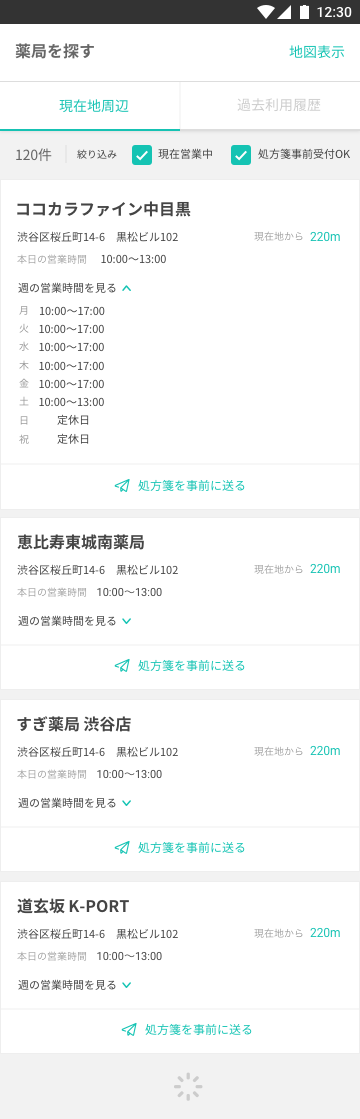 12:30
薬局を探す
地図表示
現在地周辺
過去利用履歴
120件
絞り込み
現在営業中
処方箋事前受付OK
ココカラファイン中目黒
渋谷区桜丘町14-6　黒松ビル102
現在地から 220m
本日の営業時間 10:00〜13:00
週の営業時間を見る
月 10:00〜17:00
火 10:00〜17:00
水 10:00〜17:00
木 10:00〜17:00
金 10:00〜17:00
土 10:00〜13:00
日 定休日
祝 定休日
処方箋を事前に送る
恵比寿東城南薬局
渋谷区桜丘町14-6　黒松ビル102
現在地から 220m
本日の営業時間 10:00〜13:00
週の営業時間を見る
処方箋を事前に送る
すぎ薬局 渋谷店
渋谷区桜丘町14-6　黒松ビル102
現在地から 220m
本日の営業時間 10:00〜13:00
週の営業時間を見る
処方箋を事前に送る
道玄坂 K-PORT
渋谷区桜丘町14-6　黒松ビル102
現在地から 220m
本日の営業時間 10:00〜13:00
週の営業時間を見る
処方箋を事前に送る